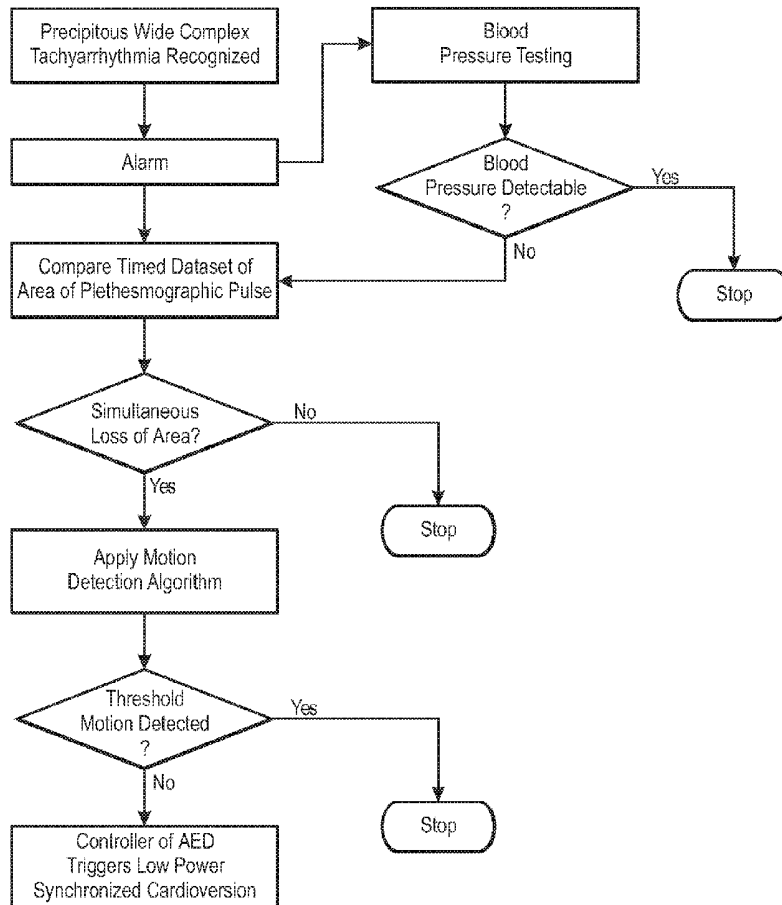 Precipitous Wide Complex
Tachyarrhythmia Recognized
Blood
Pressure Testing
Alarm
Blood
Pressure Detectable
?
Yes
No
Stop
Compare Timed Dataset of
Area of Plethesmographic Pulse
Simultaneous
Loss of Area?
No
Yes
Stop
Apply Motion
Detection Algorithm
Threshold
Motion Detected
?
Yes
No
Stop
Controller of AED
Triggers Low Power
Synchronized Cardioversion